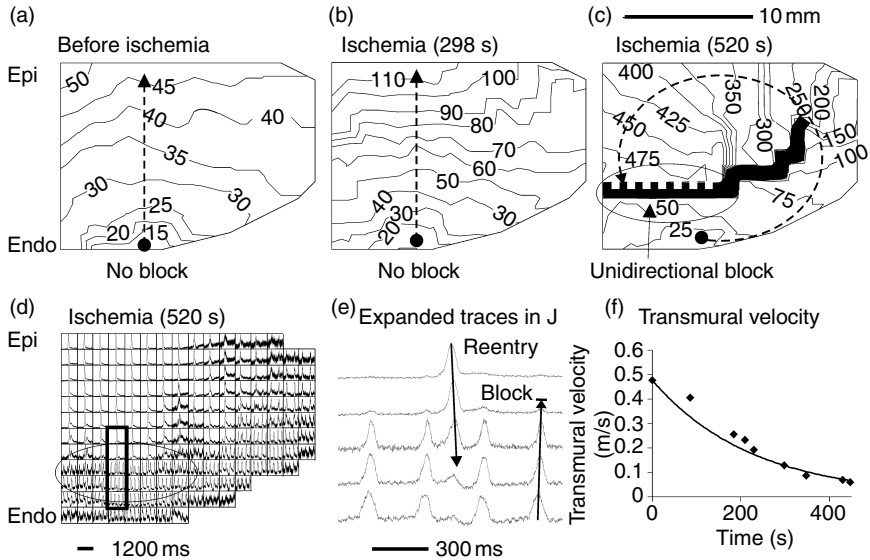 (a)
Before ischemia
Epi
50
45
40
40
35
30
30
25
20
15
Endo
No block
(b)
Ischemia (298 s)
110
100
90
80
70
60
50
40
30
30
20
No block
(c)
10 mm
Ischemia (520 s)
400
350
250
200
450
425
300
150
100
475
75
50
25
Unidirectional block
(d)
Ischemia (520 s)
Epi
Endo
1200 ms
(e)
Expanded traces in J
Reentry
Block
300 ms
(f)
Transmural velocity
Transmural velocity
(m/s)
0.6
0.5
0.4
0.3
0.2
0.1
0
0
200
400
Time (s)